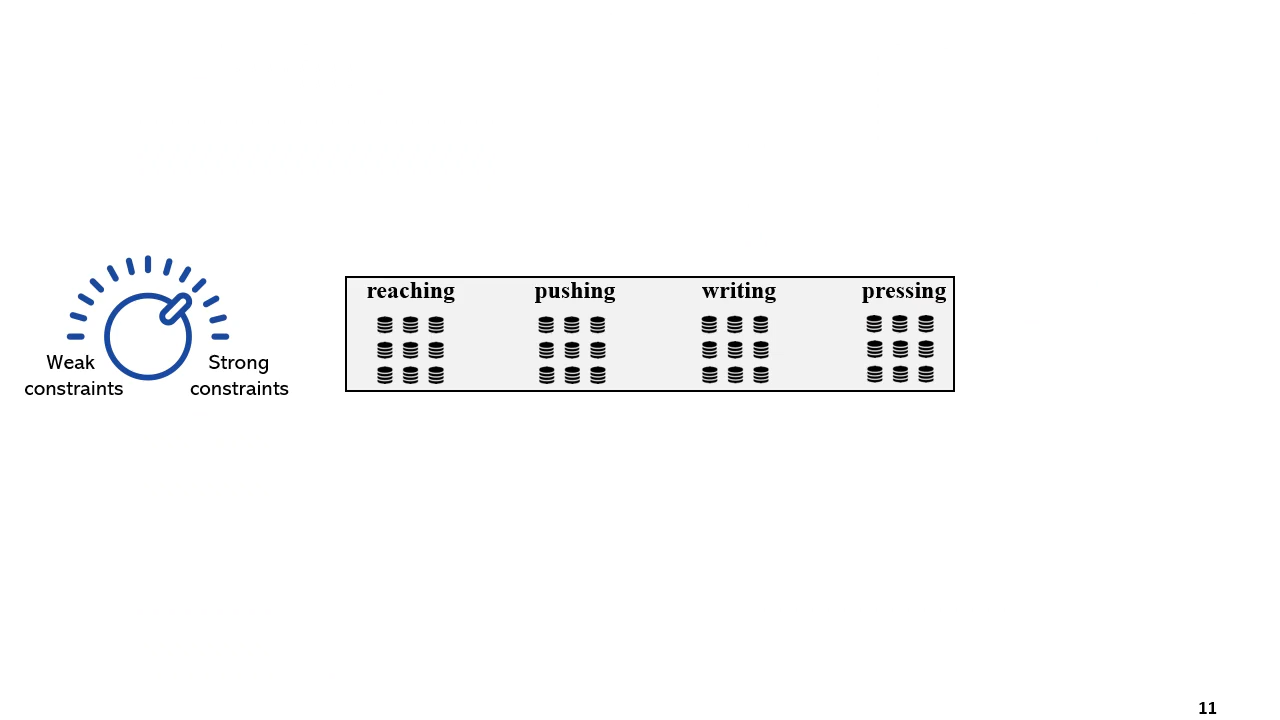 reaching pushing writing pressing
Weak
constraints
Strong
constraints
11